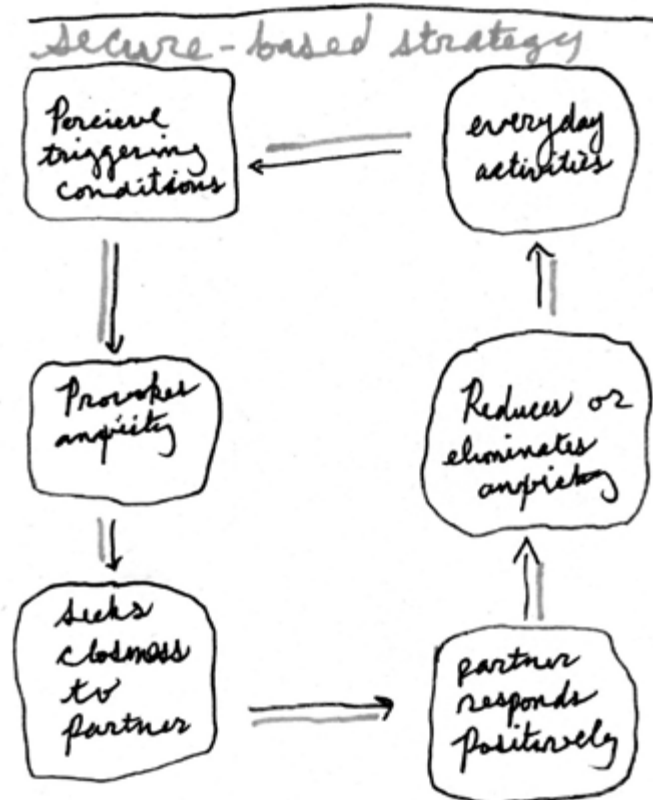 secure-based strategy
Percieve
triggering
conditions
everyday
activities
Provokes
anxiety
Reduces or
eliminates
anxiety
Seeks
closness
to
partner
partner
responds
positively